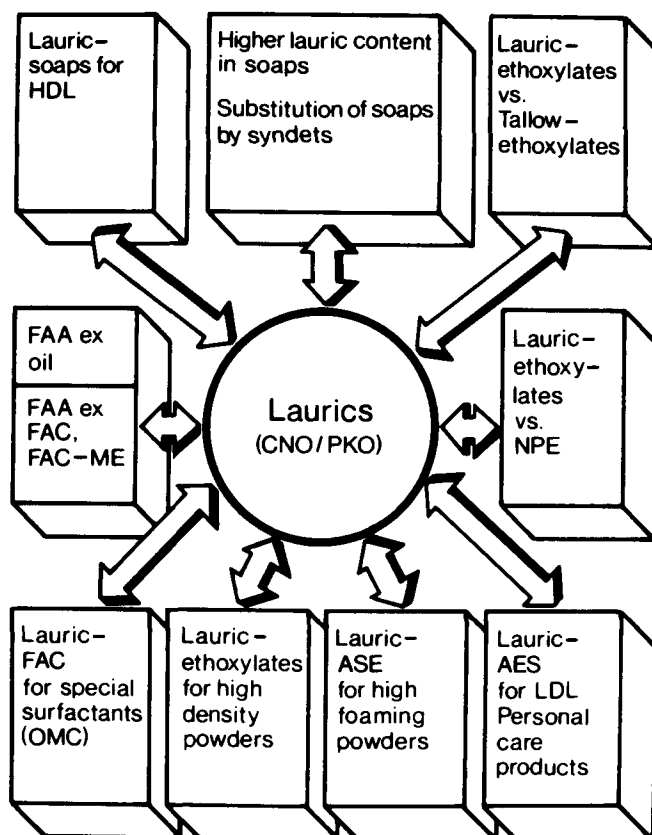 Lauric–
soaps for
HDL
Higher lauric content
in soaps
Substitution of soaps
by syndets
Lauric–
ethoxylates
vs.
Tallow–
ethoxylates
FAA ex
oil
FAA ex
FAC,
FAC–ME
Laurics
(CNO/PKO)
Lauric–
ethoxy–
lates
vs.
NPE
Lauric–
FAC
for special
surfactants
(OMC)
Lauric–
ethoxylates
for high
density
powders
Lauric–
ASE
for high
foaming
powders
Lauric–
AES
for LDL
Personal
care
products